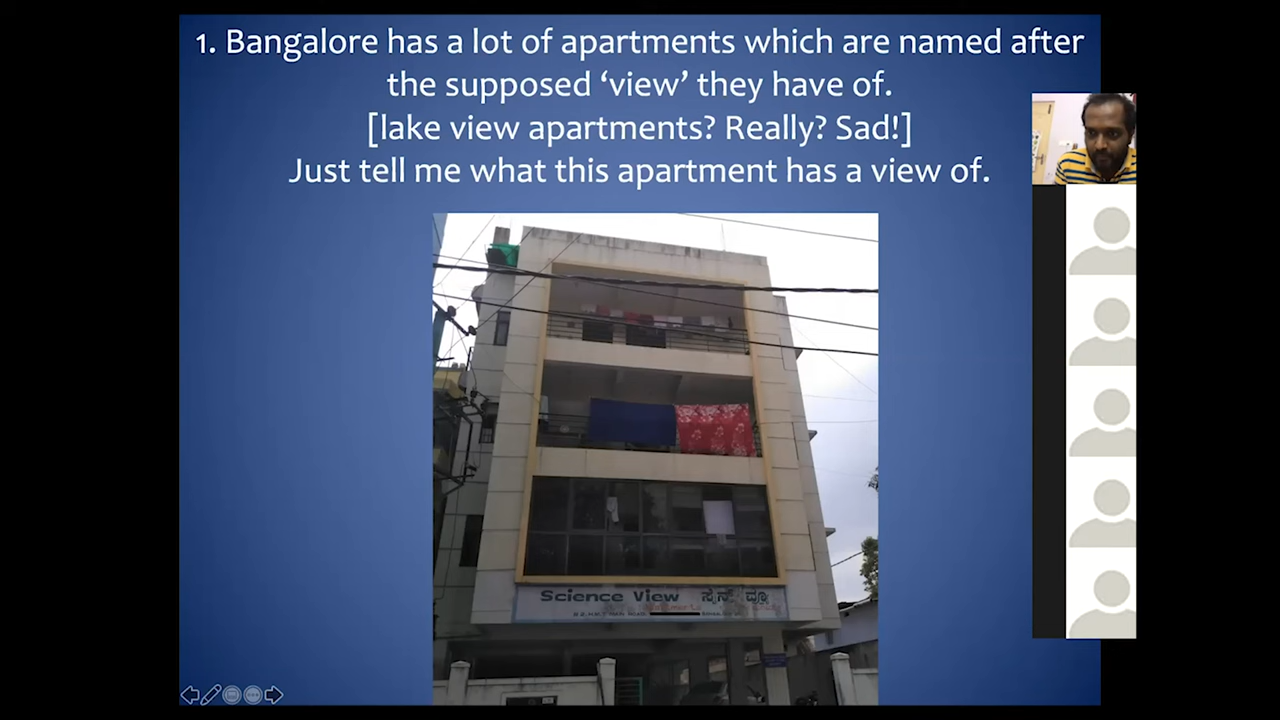 1. Bangalore has a lot of apartments which are named after
the supposed ‘view’ they have of.
[lake view apartments? Really? Sad!]
Just tell me what this apartment has a view of.
Science View ಸೈನ್ಸ್ ವ್ಯೂ